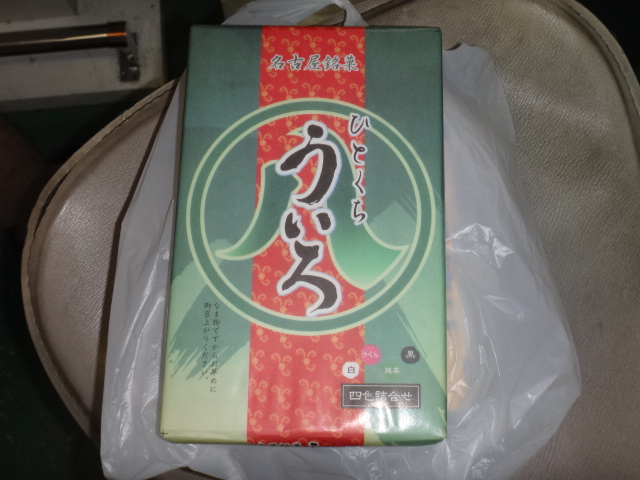 名古屋銘菓
ひとくち
ういろ
なま物ですからお早めに
御召上がりください。
白
さくら
抹茶
黒
四色詰合せ